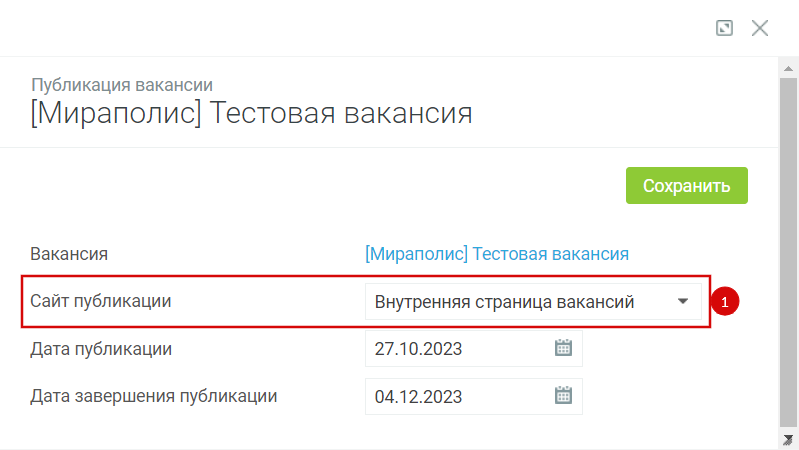 Публикация вакансии
[Мираполис] Тестовая вакансия
Сохранить
Вакансия [Мираполис] Тестовая вакансия
Сайт публикации Внутренняя страница вакансий 1
Дата публикации 27.10.2023
Дата завершения публикации 04.12.2023